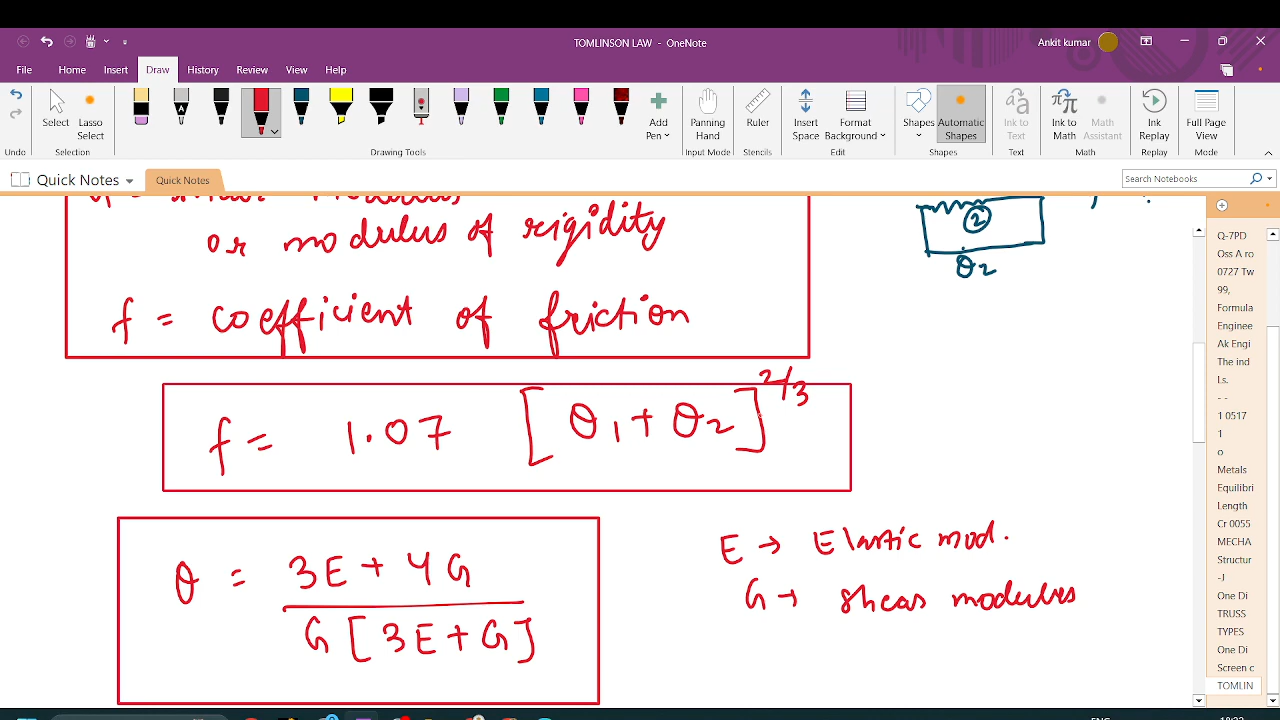 TOMLINSON LAW - OneNote
Ankit kumar
File Home Insert Draw History Review View Help
Select
Lasso Select
Add Pen
Panning Hand
Ruler
Insert Space
Format Background
Shapes
Automatic Shapes
Ink to Text
Ink to Math
Math Assistant
Ink Replay
Full Page View
Undo Selection Drawing Tools Input Mode Stencils Edit Shapes Text Math Replay Mode
Quick Notes
Quick Notes
Search Notebooks
or modulus of rigidity
f = coefficient of friction
2
θ2
f = 1.07 [θ1 + θ2]^2/3
θ = 3E + 4G
G [3E + G]
E → Elastic mod.
G → shear modulus
Q-7PD
Oss A ro
0727 Tw
99,
Formula
Enginee
Ak Engi
The ind
Ls.
- -
1 0517
1
o
Metals
Equilibri
Length
Cr 0055
MECHA
Structur
-J
One Di
TRUSS
TYPES
One Di
Screen c
TOMLIN